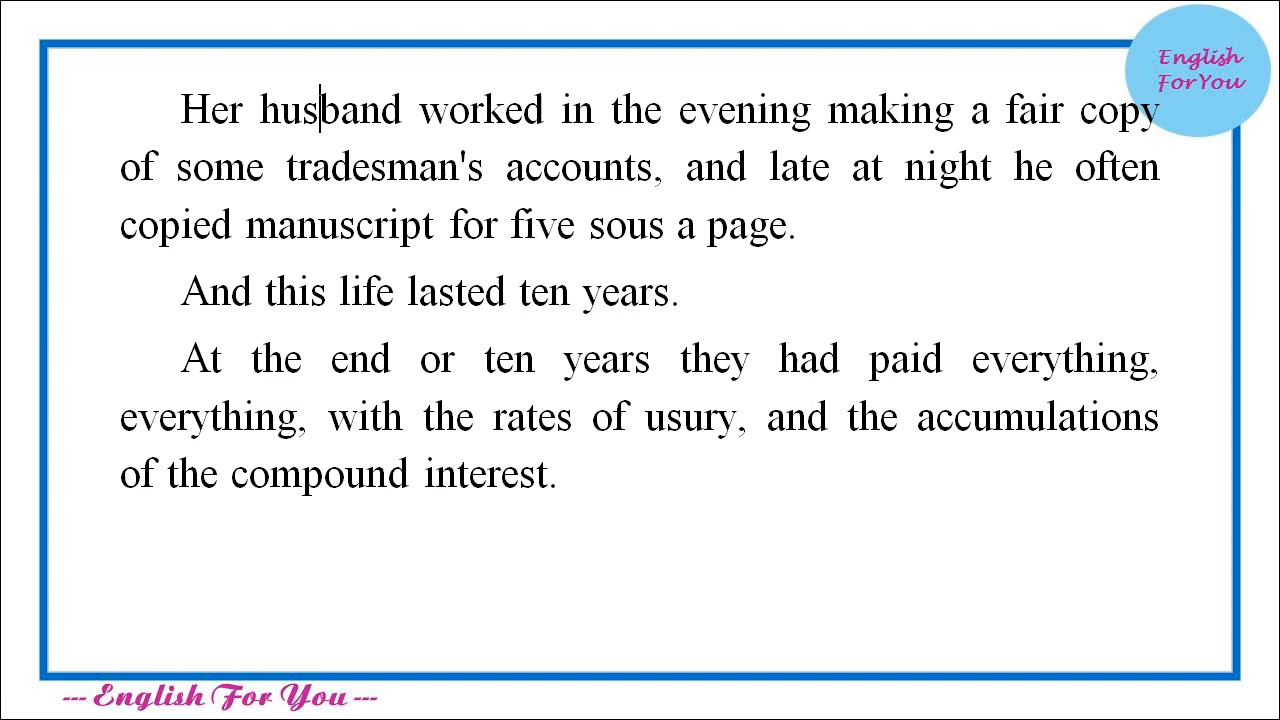 English
ForYou
Her husband worked in the evening making a fair copy
of some tradesman's accounts, and late at night he often
copied manuscript for five sous a page.
And this life lasted ten years.
At the end or ten years they had paid everything,
everything, with the rates of usury, and the accumulations
of the compound interest.
--- English For You ---